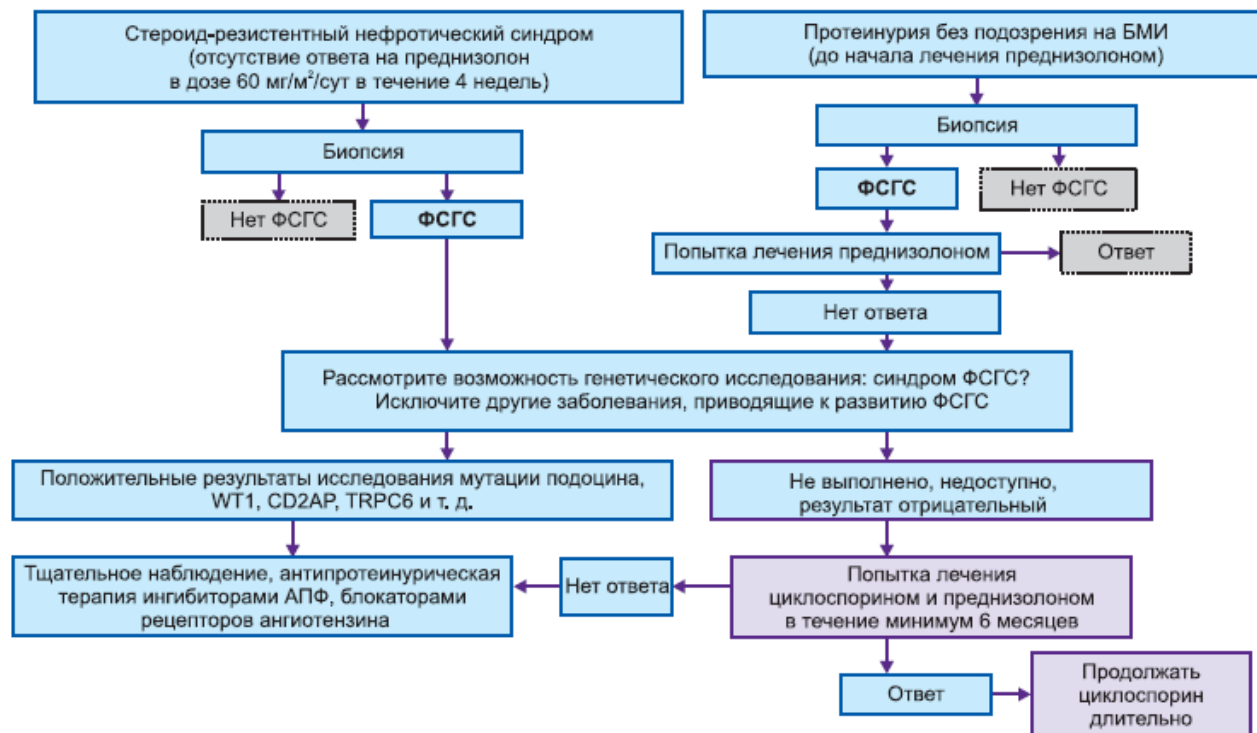 Стероид-резистентный нефротический синдром
(отсутствие ответа на преднизолон
в дозе 60 мг/м²/сут в течение 4 недель)
Протеинурия без подозрения на БМИ
(до начала лечения преднизолоном)
Биопсия
Биопсия
Нет ФСГС
ФСГС
ФСГС
Нет ФСГС
Попытка лечения преднизолоном
Ответ
Нет ответа
Рассмотрите возможность генетического исследования: синдром ФСГС?
Исключите другие заболевания, приводящие к развитию ФСГС
Положительные результаты исследования мутации подоцина,
WT1, CD2AP, TRPC6 и т. д.
Не выполнено, недоступно,
результат отрицательный
Тщательное наблюдение, антипротеинурическая
терапия ингибиторами АПФ, блокаторами
рецепторов ангиотензина
Нет ответа
Попытка лечения
циклоспорином и преднизолоном
в течение минимум 6 месяцев
Ответ
Продолжать
циклоспорин
длительно